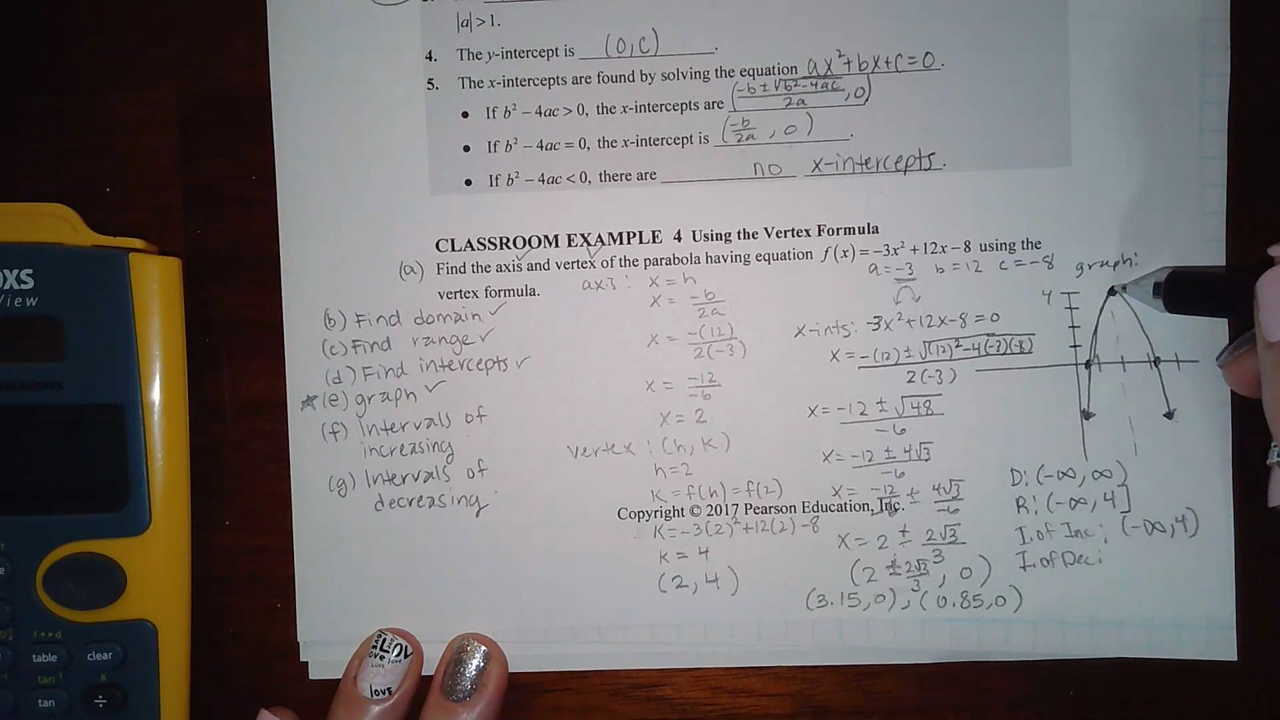 |a| > 1.
4. The y-intercept is (0,c).
5. The x-intercepts are found by solving the equation ax²+bx+c=0.
• If b² − 4ac > 0, the x-intercepts are (-b±√b²-4ac/2a, 0)
• If b² − 4ac = 0, the x-intercept is (-b/2a, 0).
• If b² − 4ac < 0, there are no x-intercepts.
CLASSROOM EXAMPLE 4 Using the Vertex Formula
(a) Find the axis and vertex of the parabola having equation f(x) = −3x² + 12x − 8 using the
vertex formula.
a=-3 b=12 c=-8
(b) Find domain ✓
(c) Find range ✓
(d) Find intercepts ✓
★(e) graph ✓
(f) Intervals of
increasing
(g) Intervals of
decreasing
axis: x=h
x = -b/2a
x = -(12)/2(-3)
x = -12/-6
x = 2
vertex: (h, k)
h=2
k=f(h)=f(2)
k=-3(2)²+12(2)-8
k = 4
(2,4)
x-ints: -3x²+12x-8=0
x = -(12)±√(12)²-4(-3)(-8)/2(-3)
x = -12 ± √48/-6
x = -12 ± 4√3/-6
x = -12/-6 ± 4√3/-6
x = 2 ± 2√3/3
(2 ± 2√3/3, 0)
(3.15,0), (0.85,0)
graph:
4
D: (-∞, ∞)
R: (-∞, 4]
I. of Inc: (-∞, 4)
I. of Dec:
Copyright © 2017 Pearson Education, Inc.
table
clear
tan
÷
LOV
love